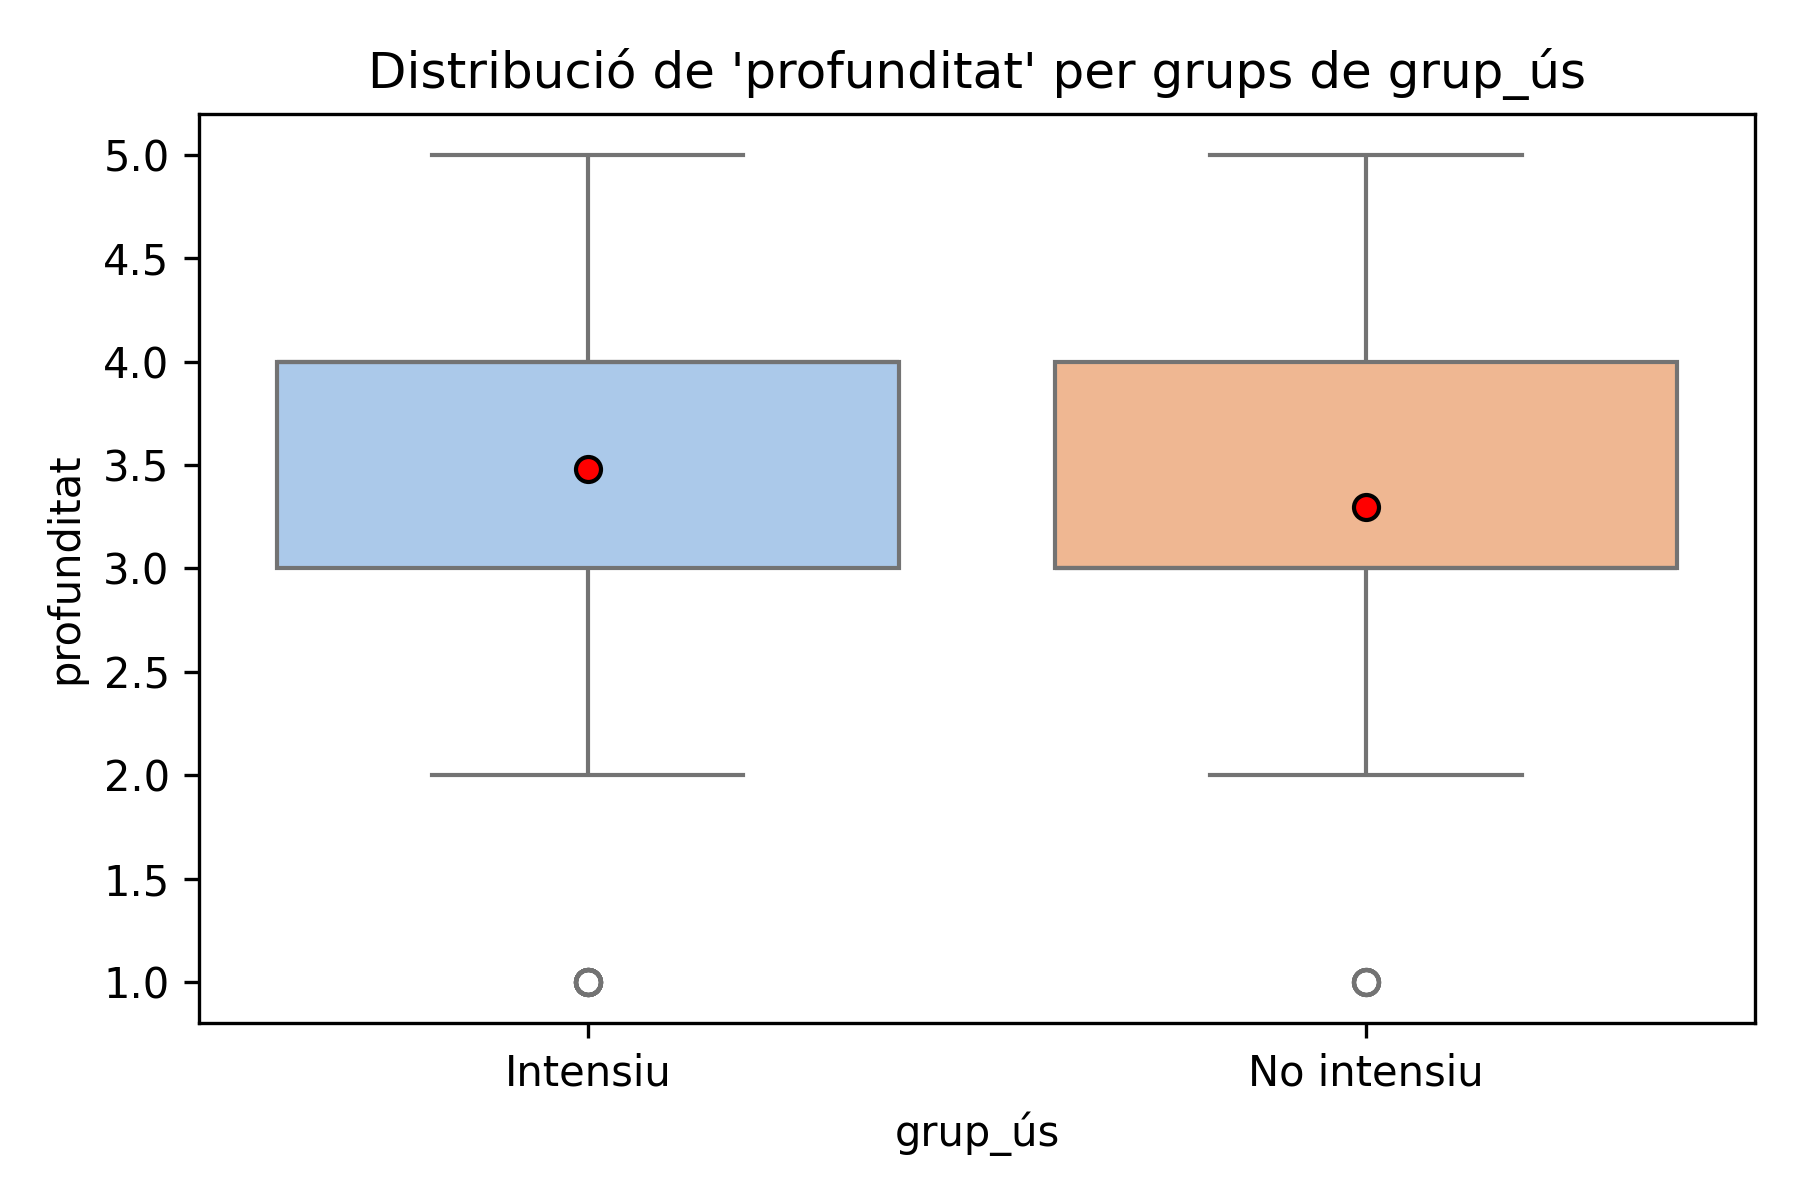 Distribució de 'profunditat' per grups de grup_ús
profunditat
5.0
4.5
4.0
3.5
3.0
2.5
2.0
1.5
1.0
Intensiu
No intensiu
grup_ús